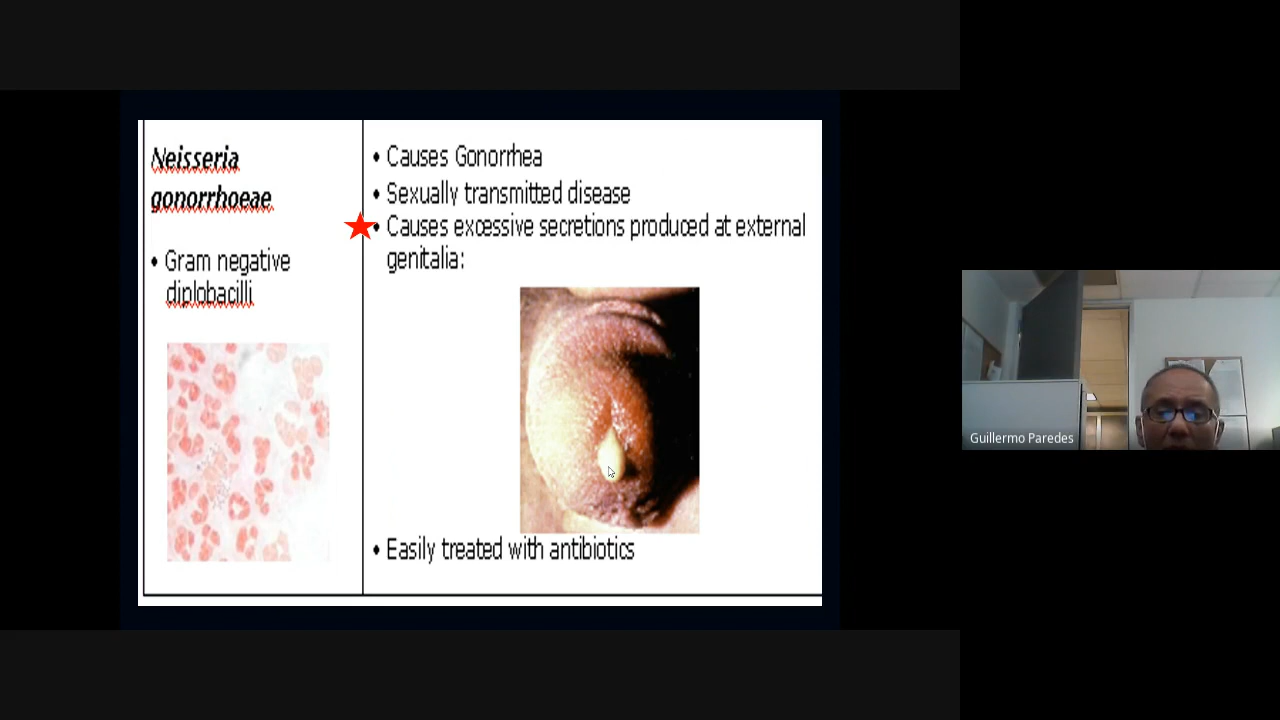 Neisseria
gonorrhoeae
• Gram negative
diplobacilli
• Causes Gonorrhea
• Sexually transmitted disease
• Causes excessive secretions produced at external
genitalia:
• Easily treated with antibiotics
Guillermo Paredes